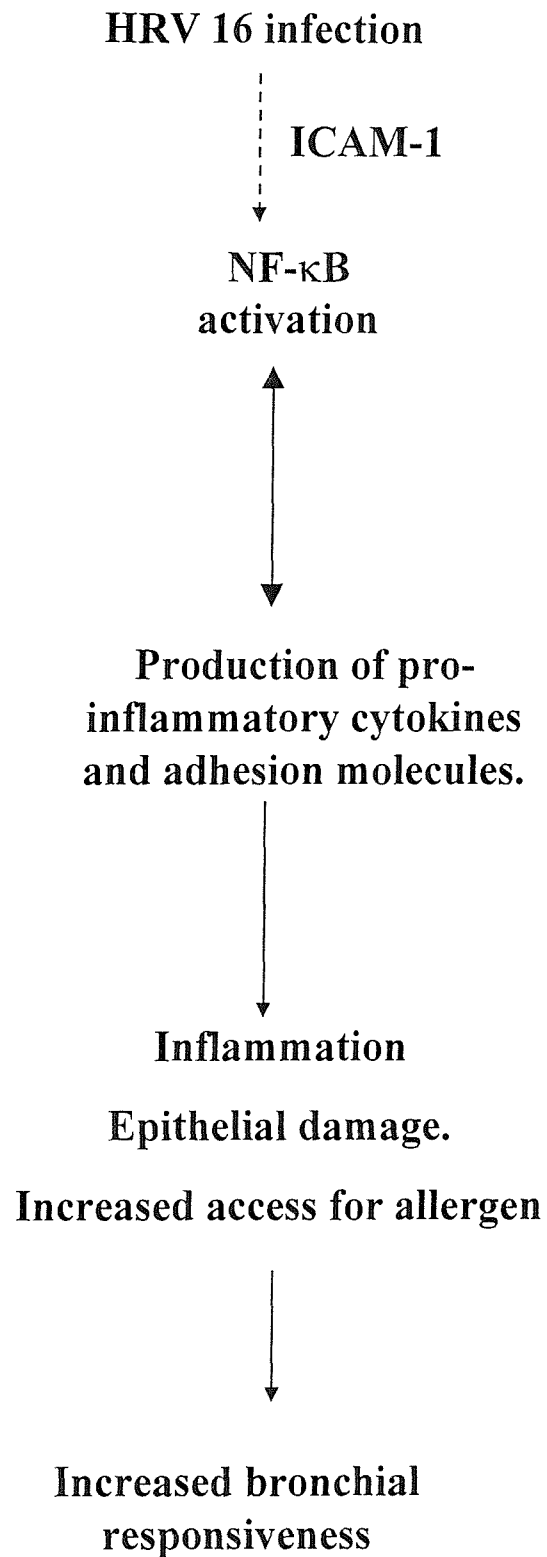 HRV 16 infection
ICAM-1
NF-κB
activation
Production of pro-
inflammatory cytokines
and adhesion molecules.
Inflammation
Epithelial damage.
Increased access for allergen
Increased bronchial
responsiveness